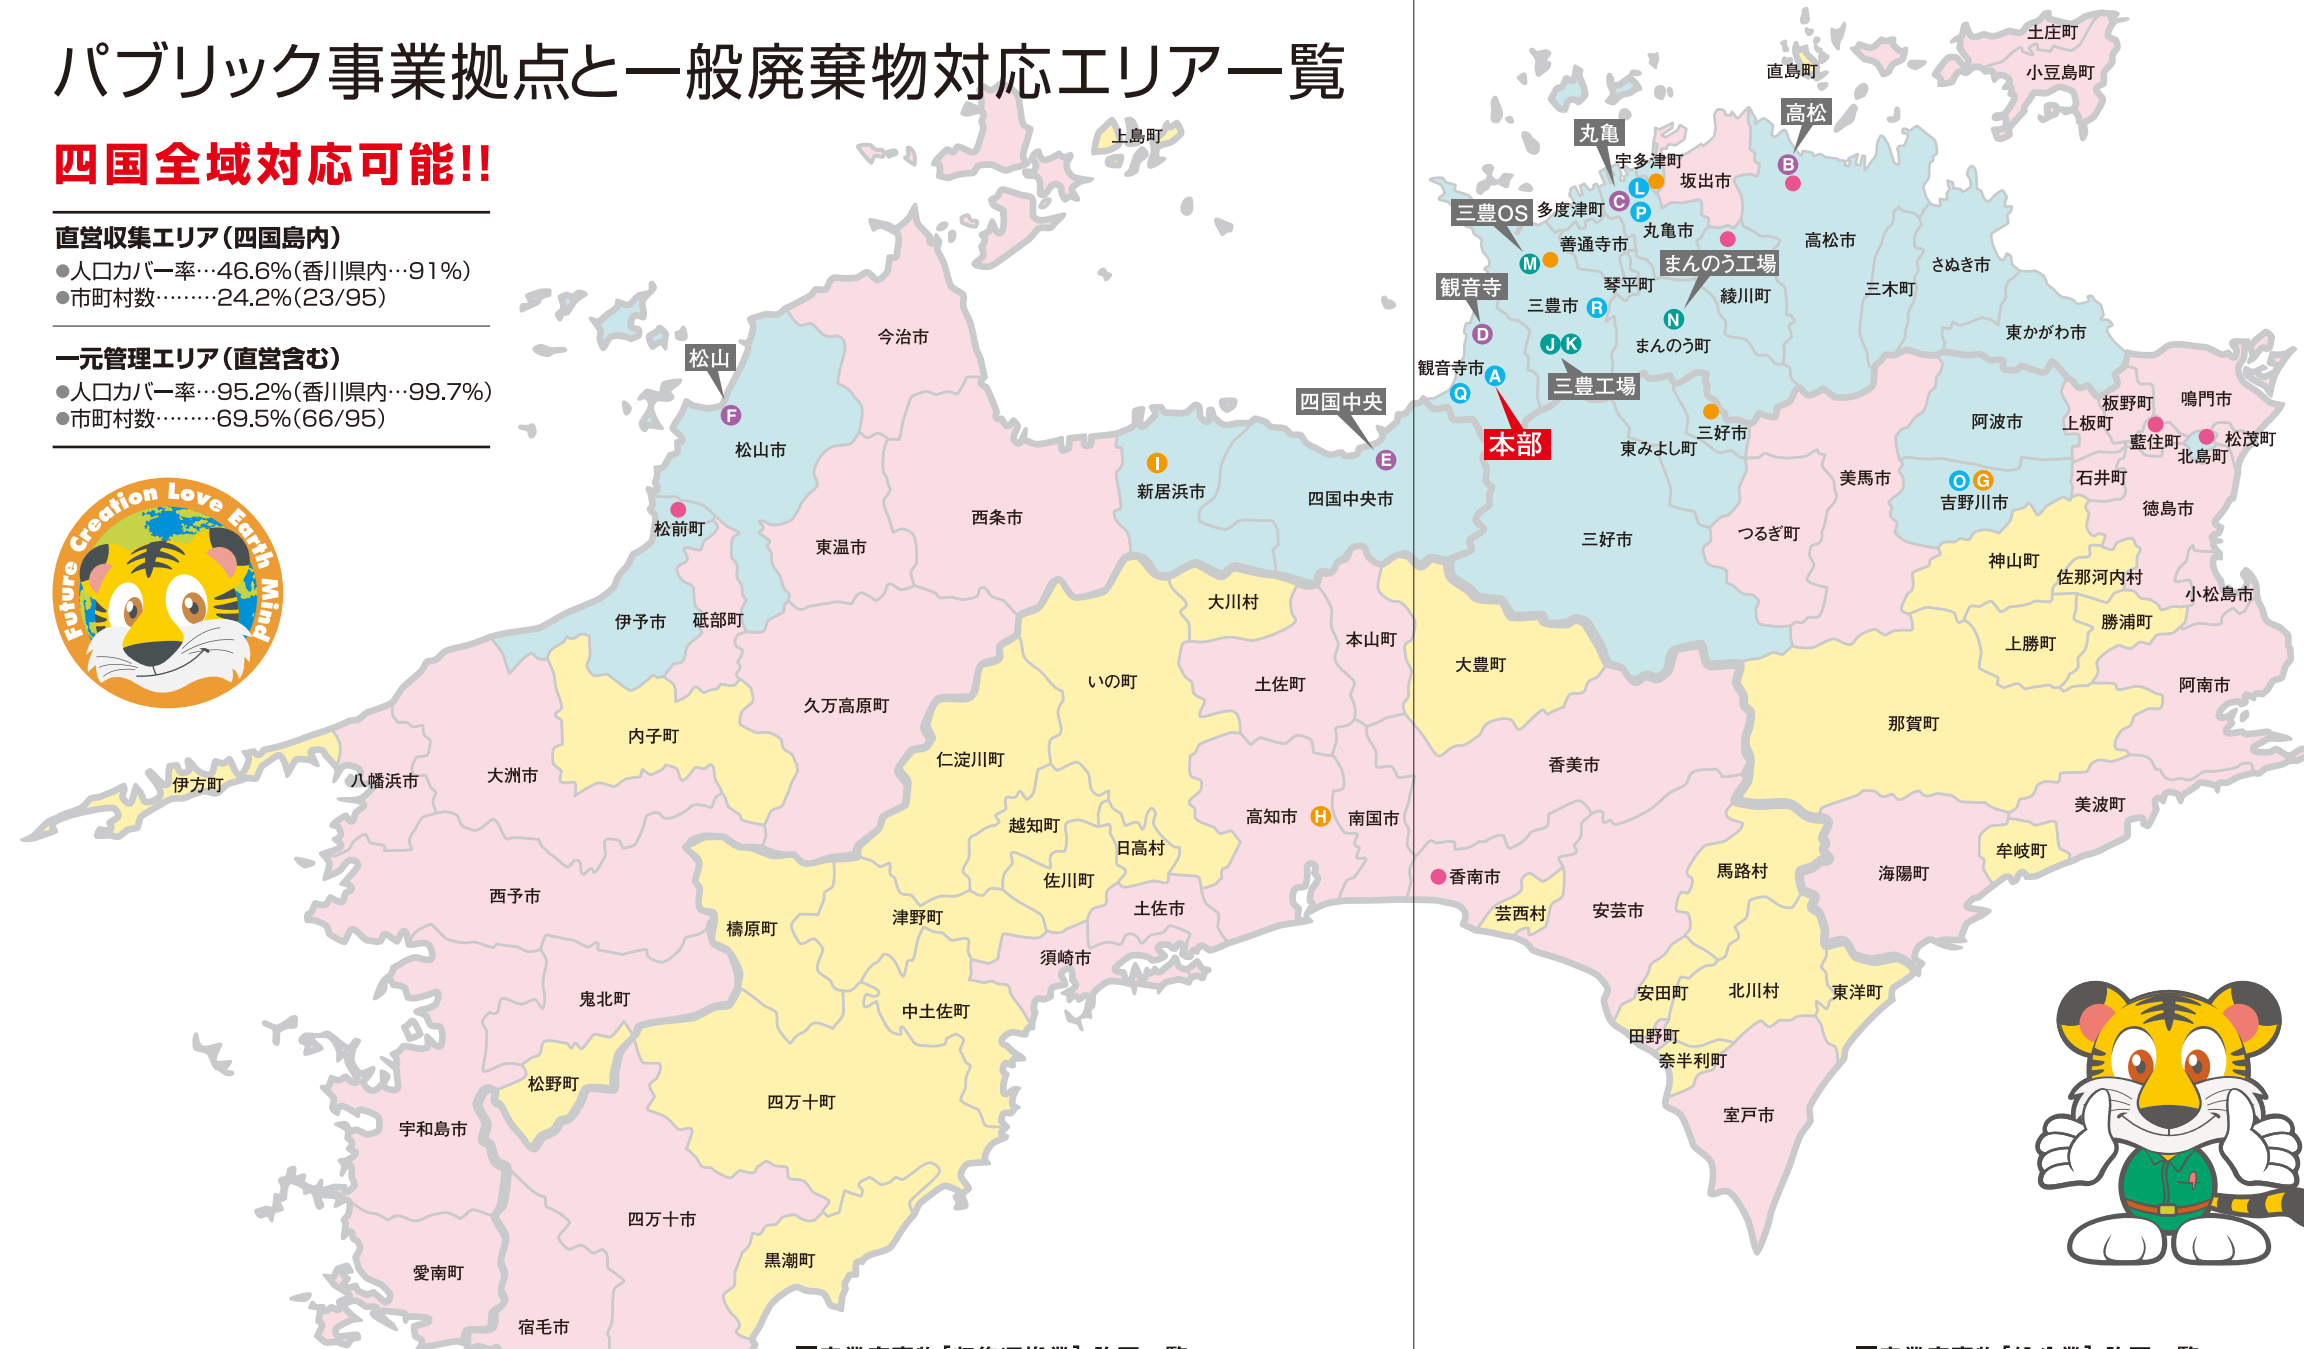 パブリック事業拠点と一般廃棄物対応エリア一覧
四国全域対応可能!!
直営収集エリア（四国島内）
●人口カバー率…46.6%（香川県内…91%）
●市町村数………24.2%（23/95）
一元管理エリア（直営含む）
●人口カバー率…95.2%（香川県内…99.7%）
●市町村数………69.5%（66/95）
Future Creation Love Earth Mind
土庄町
小豆島町
直島町
高松
丸亀
上島町
宇多津町
B
坂出市
L
C
P
三豊OS
多度津町
丸亀市
高松市
善通寺市
M
まんのう工場
さぬき市
観音寺
琴平町
綾川町
三木町
三豊市
R
N
D
東かがわ市
今治市
J
K
まんのう町
松山
観音寺市
A
三豊工場
Q
四国中央
板野町
鳴門市
F
阿波市
上板町
三好市
藍住町
松茂町
本部
東みよし町
北島町
松山市
I
E
新居浜市
四国中央市
美馬市
O
G
石井町
吉野川市
徳島市
西条市
松前町
東温市
三好市
つるぎ町
神山町
佐那河内村
小松島市
大川村
伊予市
砥部町
本山町
勝浦町
上勝町
大豊町
いの町
土佐町
阿南市
久万高原町
那賀町
内子町
仁淀川町
香美市
大洲市
八幡浜市
伊方町
美波町
高知市
H
南国市
越知町
日高村
牟岐町
佐川町
香南市
馬路村
海陽町
西予市
土佐市
芸西村
安芸市
津野町
梼原町
須崎市
鬼北町
安田町
北川村
東洋町
中土佐町
田野町
奈半利町
松野町
四万十町
室戸市
宇和島市
四万十市
黒潮町
愛南町
宿毛市